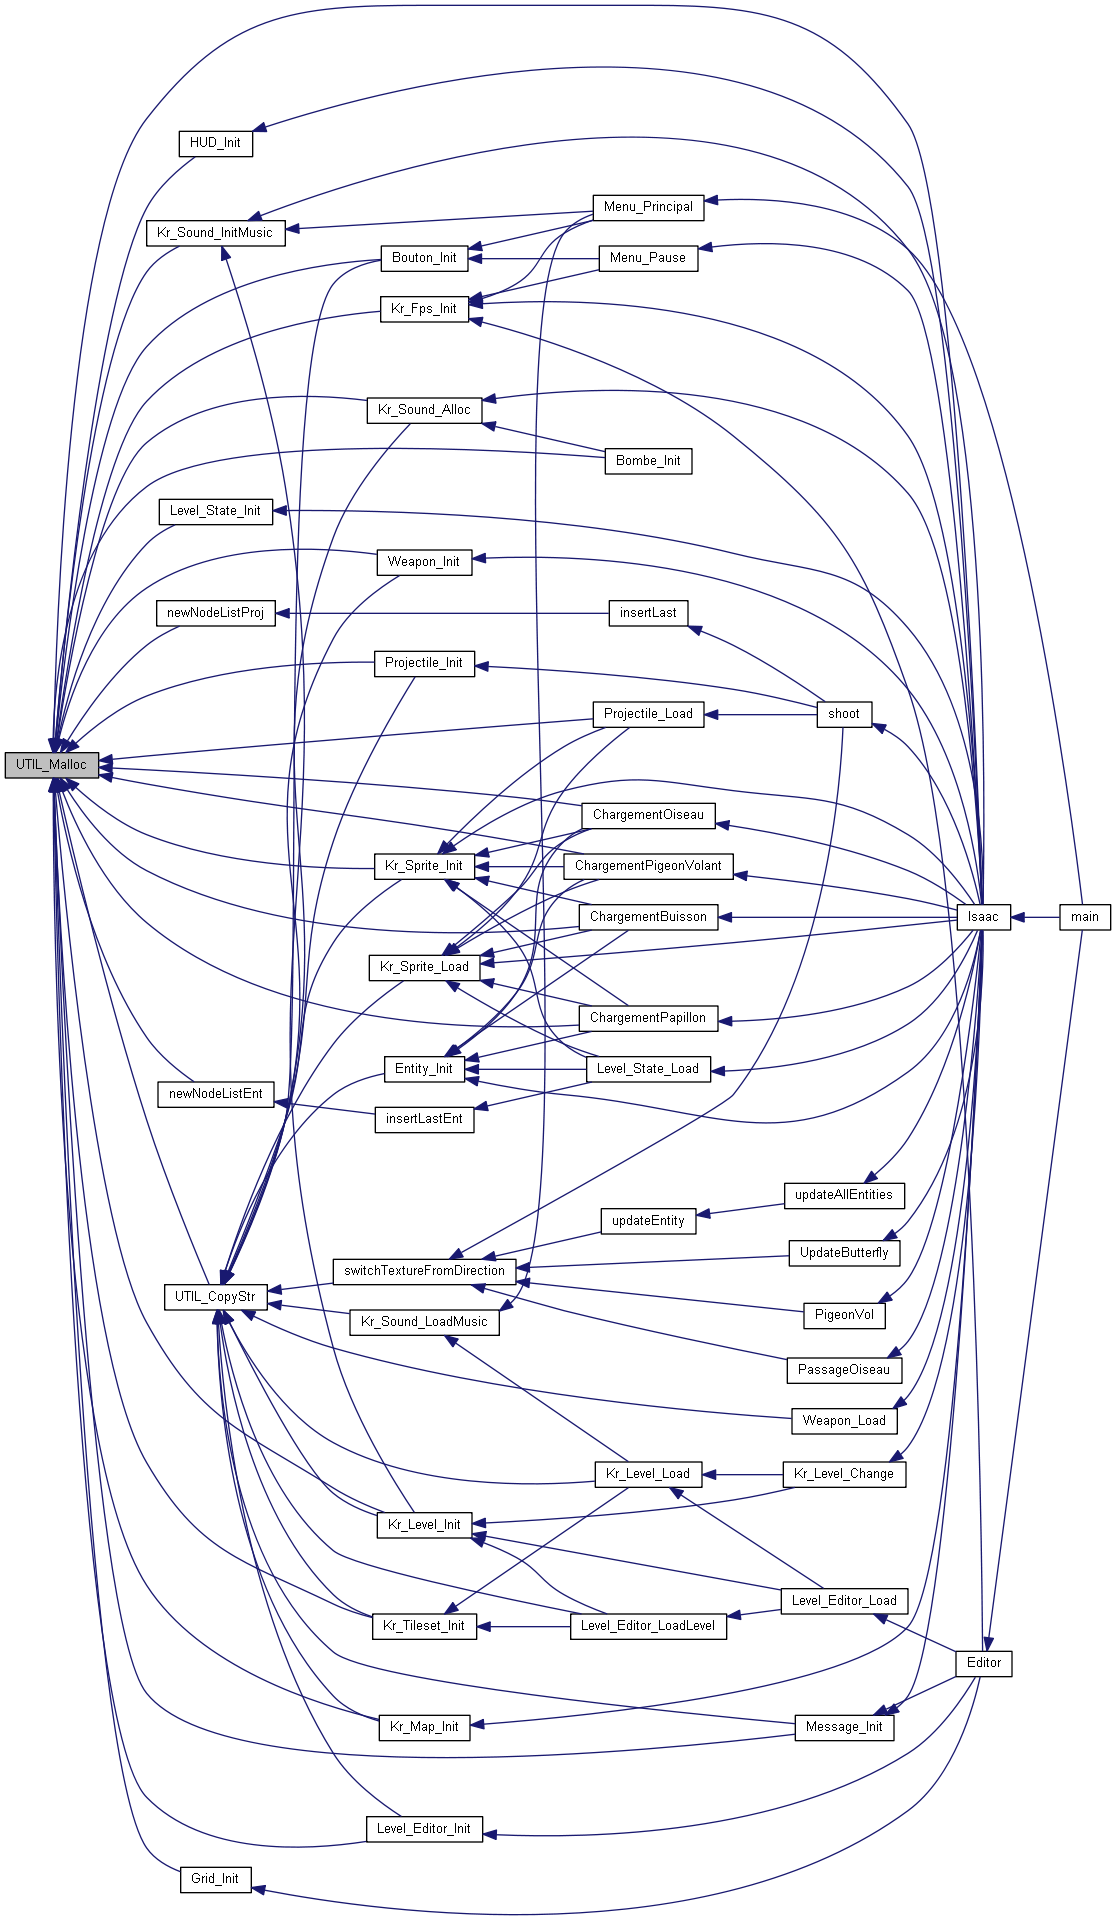 HUD_Init
Menu_Principal
Kr_Sound_InitMusic
Bouton_Init
Menu_Pause
Kr_Fps_Init
Kr_Sound_Alloc
Bombe_Init
Level_State_Init
Weapon_Init
newNodeListProj
insertLast
Projectile_Init
Projectile_Load
shoot
UTIL_Malloc
ChargementOiseau
Kr_Sprite_Init
ChargementPigeonVolant
ChargementBuisson
Isaac
main
Kr_Sprite_Load
ChargementPapillon
Entity_Init
Level_State_Load
newNodeListEnt
insertLastEnt
updateAllEntities
updateEntity
UpdateButterfly
switchTextureFromDirection
UTIL_CopyStr
PigeonVol
Kr_Sound_LoadMusic
PassageOiseau
Weapon_Load
Kr_Level_Load
Kr_Level_Change
Kr_Level_Init
Level_Editor_Load
Kr_Tileset_Init
Level_Editor_LoadLevel
Editor
Kr_Map_Init
Message_Init
Level_Editor_Init
Grid_Init